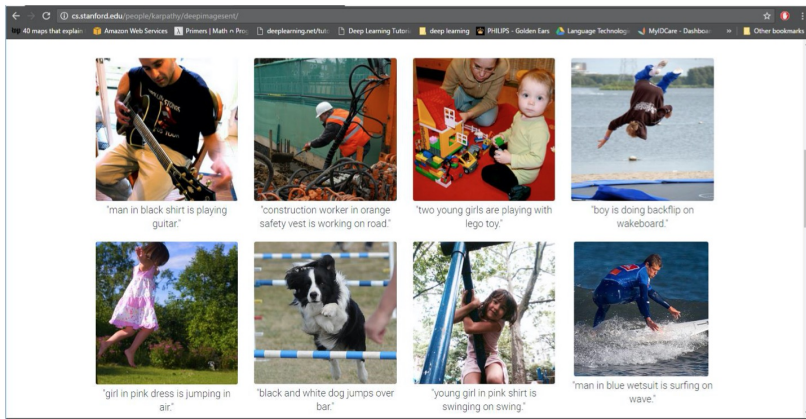 cs.stanford.edu/people/karpathy/deepimagesent/
40 maps that explain
Amazon Web Services
Primers | Math ∩ Prog
deeplearning.net/tuto
Deep Learning Tutori
deep learning
PHILIPS - Golden Ears
Language Technologi
MyIDCare - Dashboar
»
Other bookmarks
"man in black shirt is playing
guitar."
"construction worker in orange
safety vest is working on road."
"two young girls are playing with
lego toy."
"boy is doing backflip on
wakeboard."
"girl in pink dress is jumping in
air."
"black and white dog jumps over
bar."
"young girl in pink shirt is
swinging on swing."
"man in blue wetsuit is surfing on
wave."